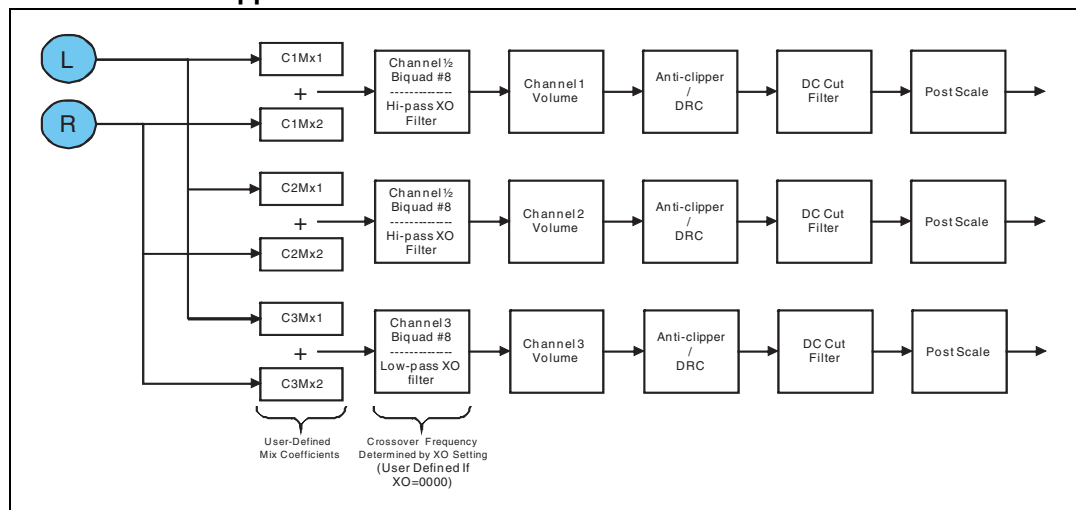 L
R
C1Mx1
+
C1Mx2
Channel ½
Biquad #8
---------------
Hi-pass XO
Filter
Channel 1
Volume
Anti-clipper
/
DRC
DC Cut
Filter
Post Scale
C2Mx1
+
C2Mx2
Channel ½
Biquad #8
---------------
Hi-pass XO
Filter
Channel 2
Volume
Anti-clipper
/
DRC
DC Cut
Filter
Post Scale
C3Mx1
+
C3Mx2
Channel 3
Biquad #8
---------------
Low-pass XO
filter
Channel 3
Volume
Anti-clipper
/
DRC
DC Cut
Filter
Post Scale
User-Defined
Mix Coefficients
Crossover Frequency
Determined by XO Setting
(User Defined If
XO=0000)